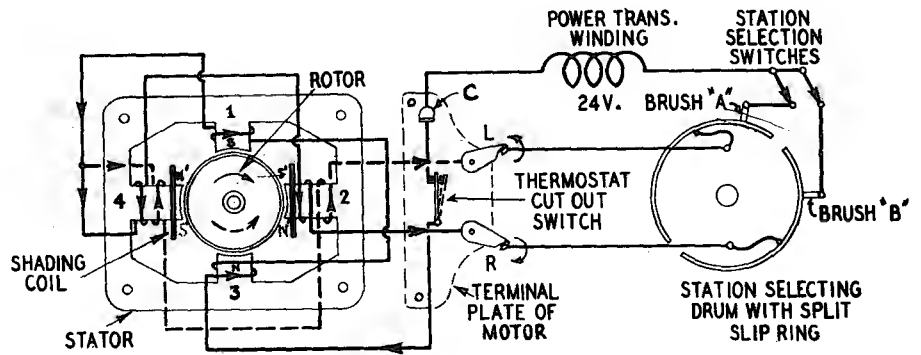 POWER TRANS.
WINDING
24V.
STATION
SELECTION
SWITCHES
BRUSH "A"
BRUSH "B"
ROTOR
C
L
THERMOSTAT
CUT OUT
SWITCH
R
1
S
N'
S'
4
2
S
N
N
3
SHADING
COIL
STATOR
TERMINAL
PLATE OF
MOTOR
STATION SELECTING
DRUM WITH SPLIT
SLIP RING